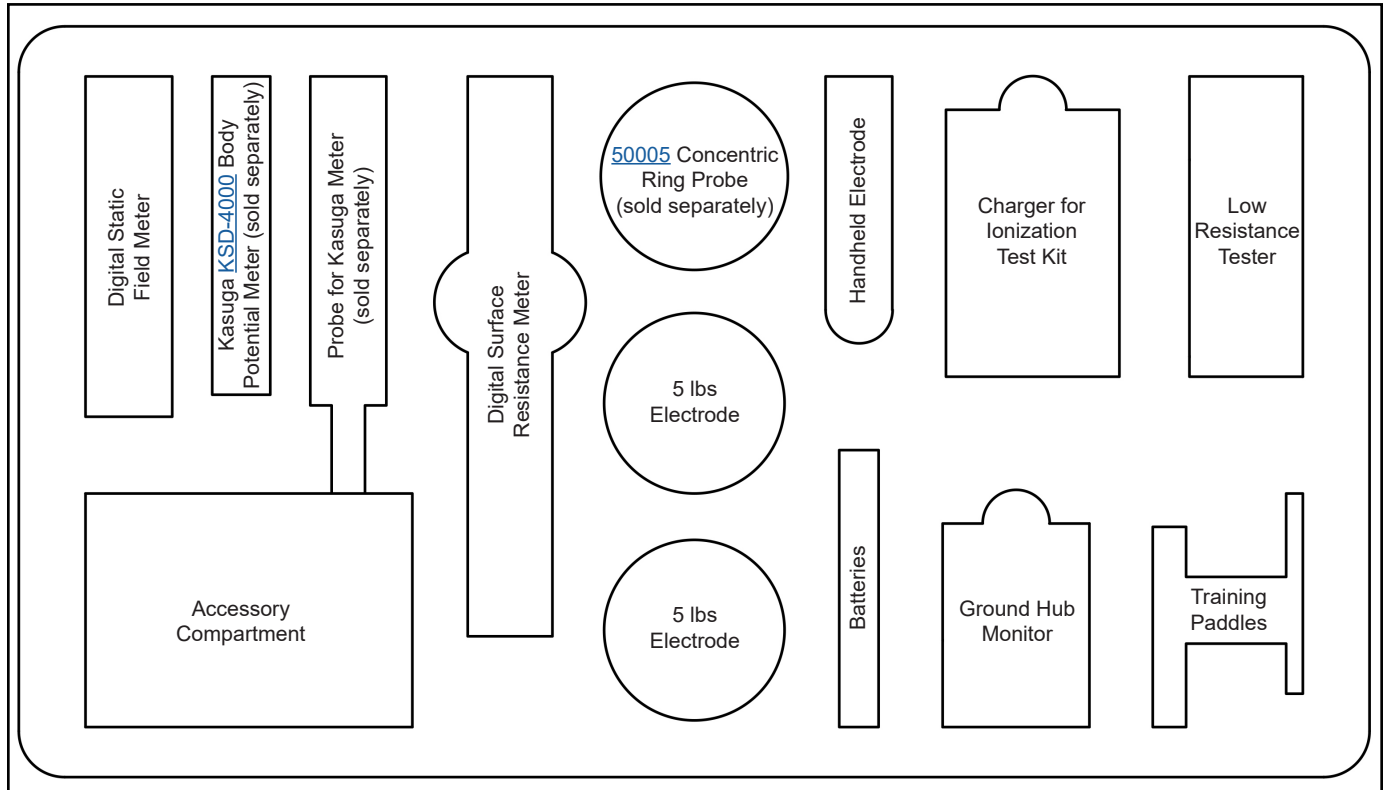 Digital Static
Field Meter
Kasuga KSD-4000 Body
Potential Meter (sold separately)
Probe for Kasuga Meter
(sold separately)
Digital Surface
Resistance Meter
50005 Concentric
Ring Probe
(sold separately)
Handheld Electrode
Charger for
Ionization
Test Kit
Low
Resistance
Tester
5 lbs
Electrode
Accessory
Compartment
5 lbs
Electrode
Batteries
Ground Hub
Monitor
Training
Paddles